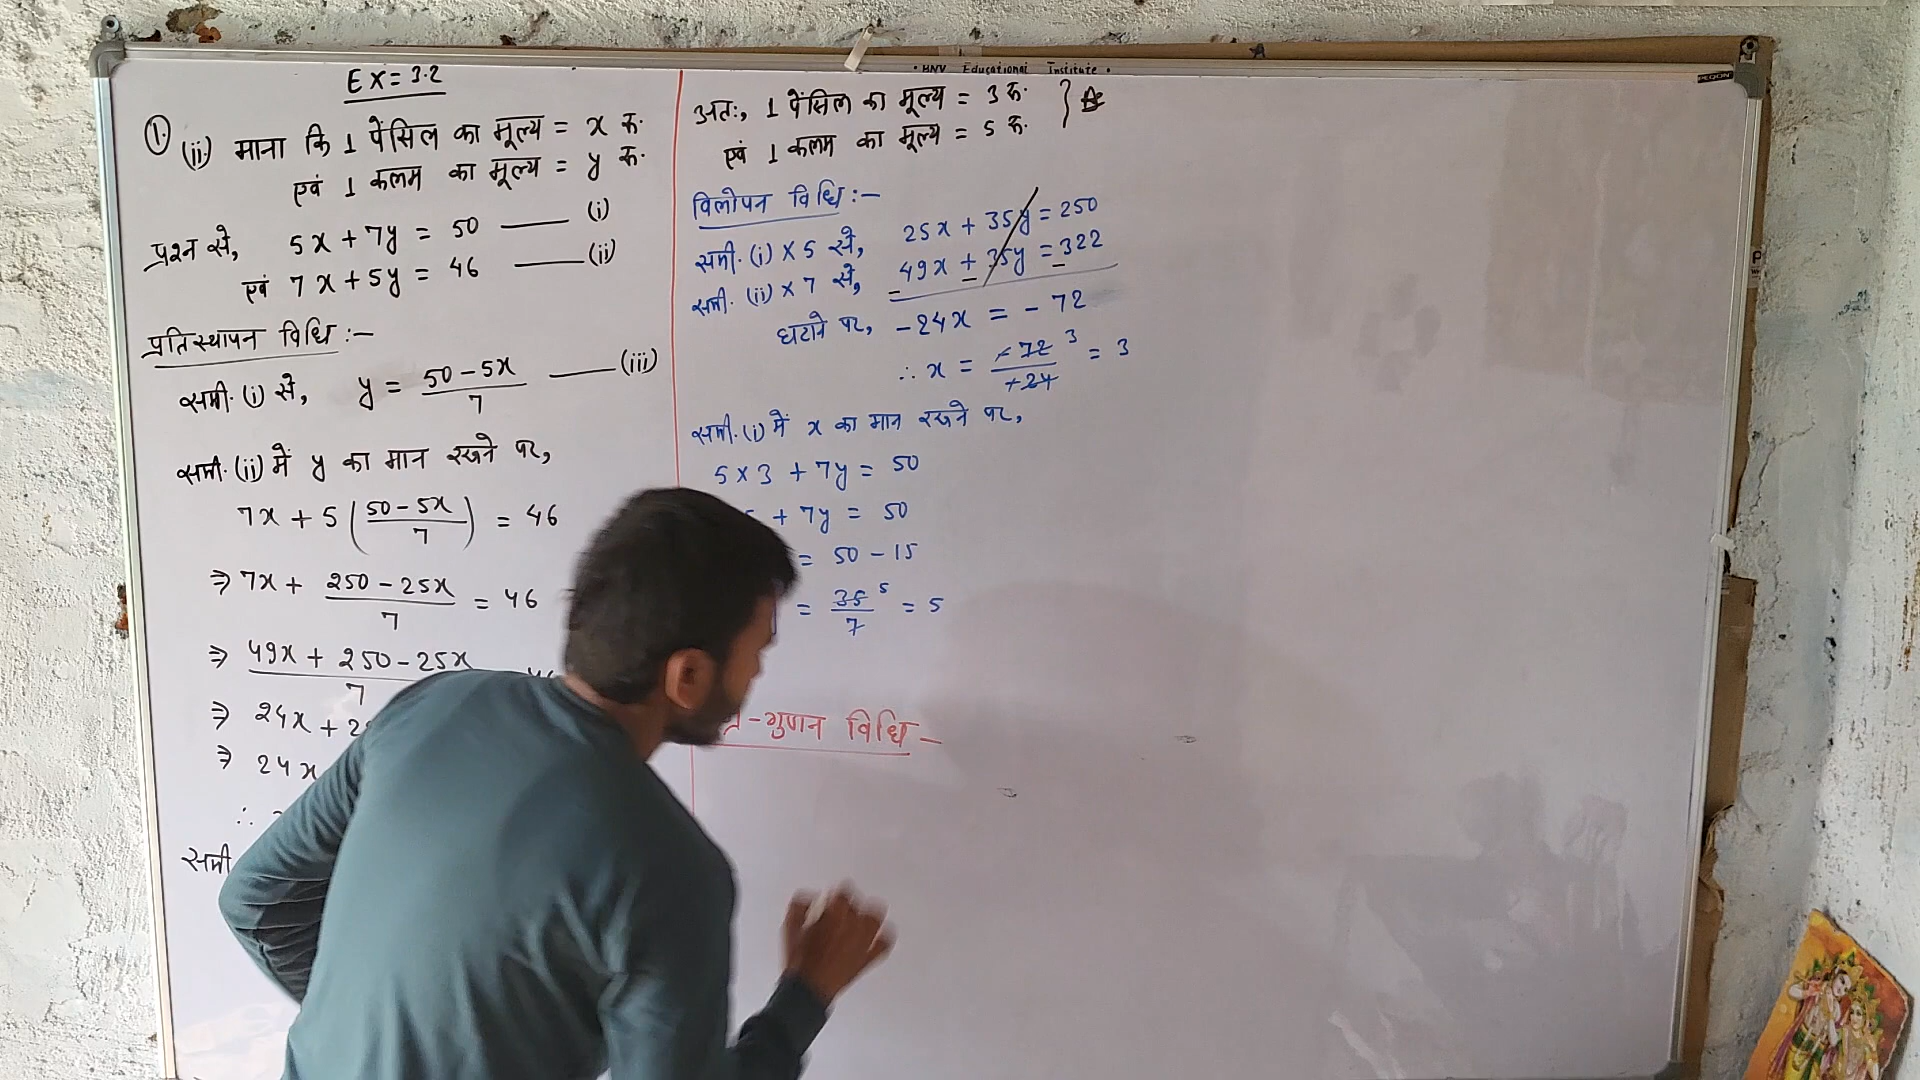 • HNV Educational Institute •
PEQON
Ex = 3.2
① (ii) माना कि 1 पेंसिल का मूल्य = x रु.
एवं 1 कलम का मूल्य = y रु.
प्रश्न से, 5x + 7y = 50 —— (i)
एवं 7x + 5y = 46 —— (ii)
प्रतिस्थापन विधि :—
समी. (i) से, y = (50 - 5x)/7 —— (iii)
समी. (ii) में y का मान रखने पर,
7x + 5 ((50 - 5x)/7) = 46
⇒ 7x + (250 - 25x)/7 = 46
⇒ (49x + 250 - 25x)/7
⇒ 24x + 2
⇒ 24x
∴
समी
अतः, 1 पेंसिल का मूल्य = 3 रु.
एवं 1 कलम का मूल्य = 5 रु.
विलोपन विधि :—
समी. (i) × 5 से, 25x + 35y = 250
समी. (ii) × 7 से, 49x + 35y = 322
घटाने पर, -24x = - 72
∴ x = -72/-24 3 = 3
समी. (i) में x का मान रखने पर,
5 × 3 + 7y = 50
+ 7y = 50
= 50 - 15
= 35/7 5 = 5
-गुणन विधि —